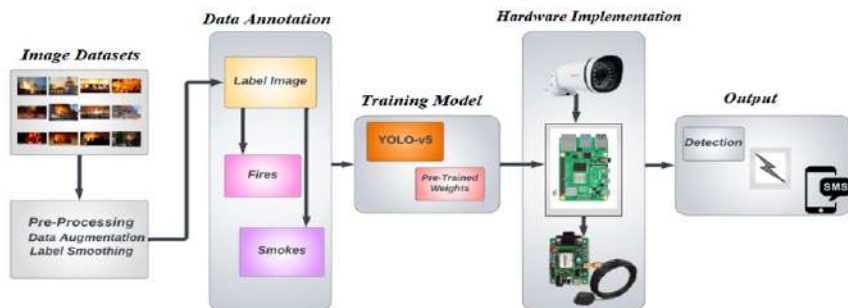 Image Datasets
Pre-Processing
Data Augmentation
Label Smoothing
Data Annotation
Label Image
Fires
Smokes
Training Model
YOLO-v5
Pre-Trained
Weights
Hardware Implementation
Output
Detection
SMS